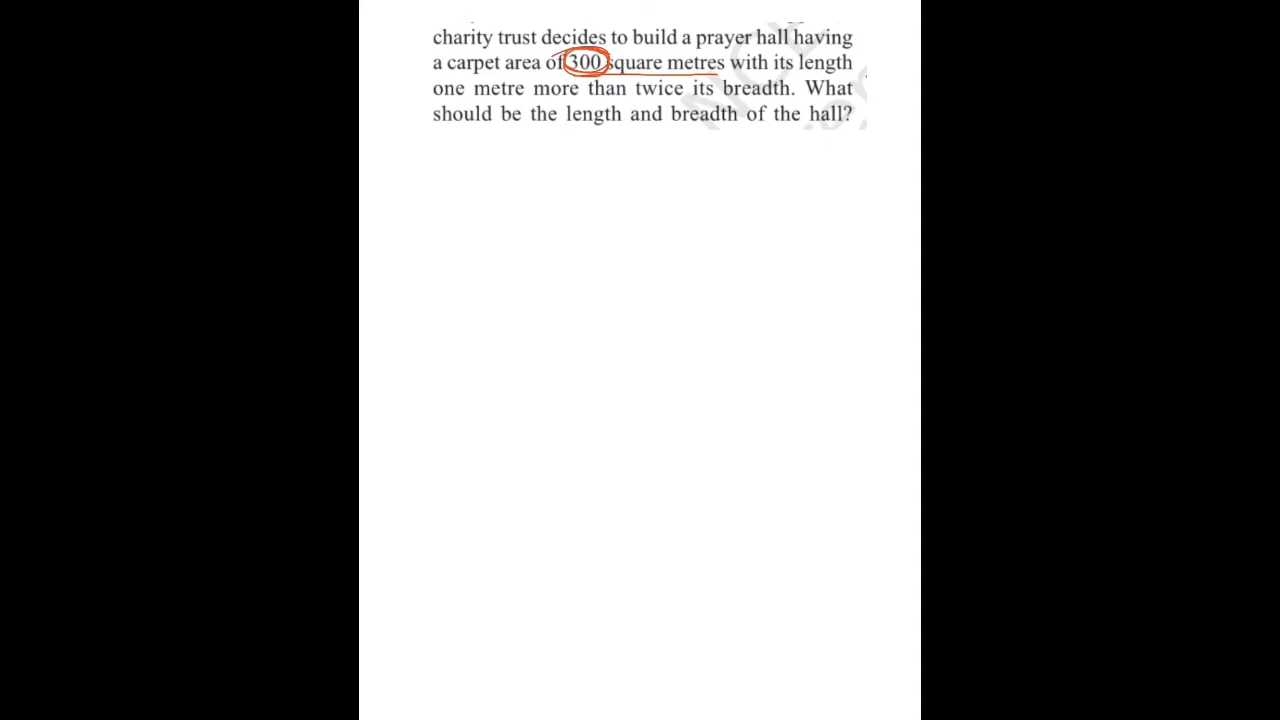 charity trust decides to build a prayer hall having
a carpet area of 300 square metres with its length
one metre more than twice its breadth. What
should be the length and breadth of the hall?